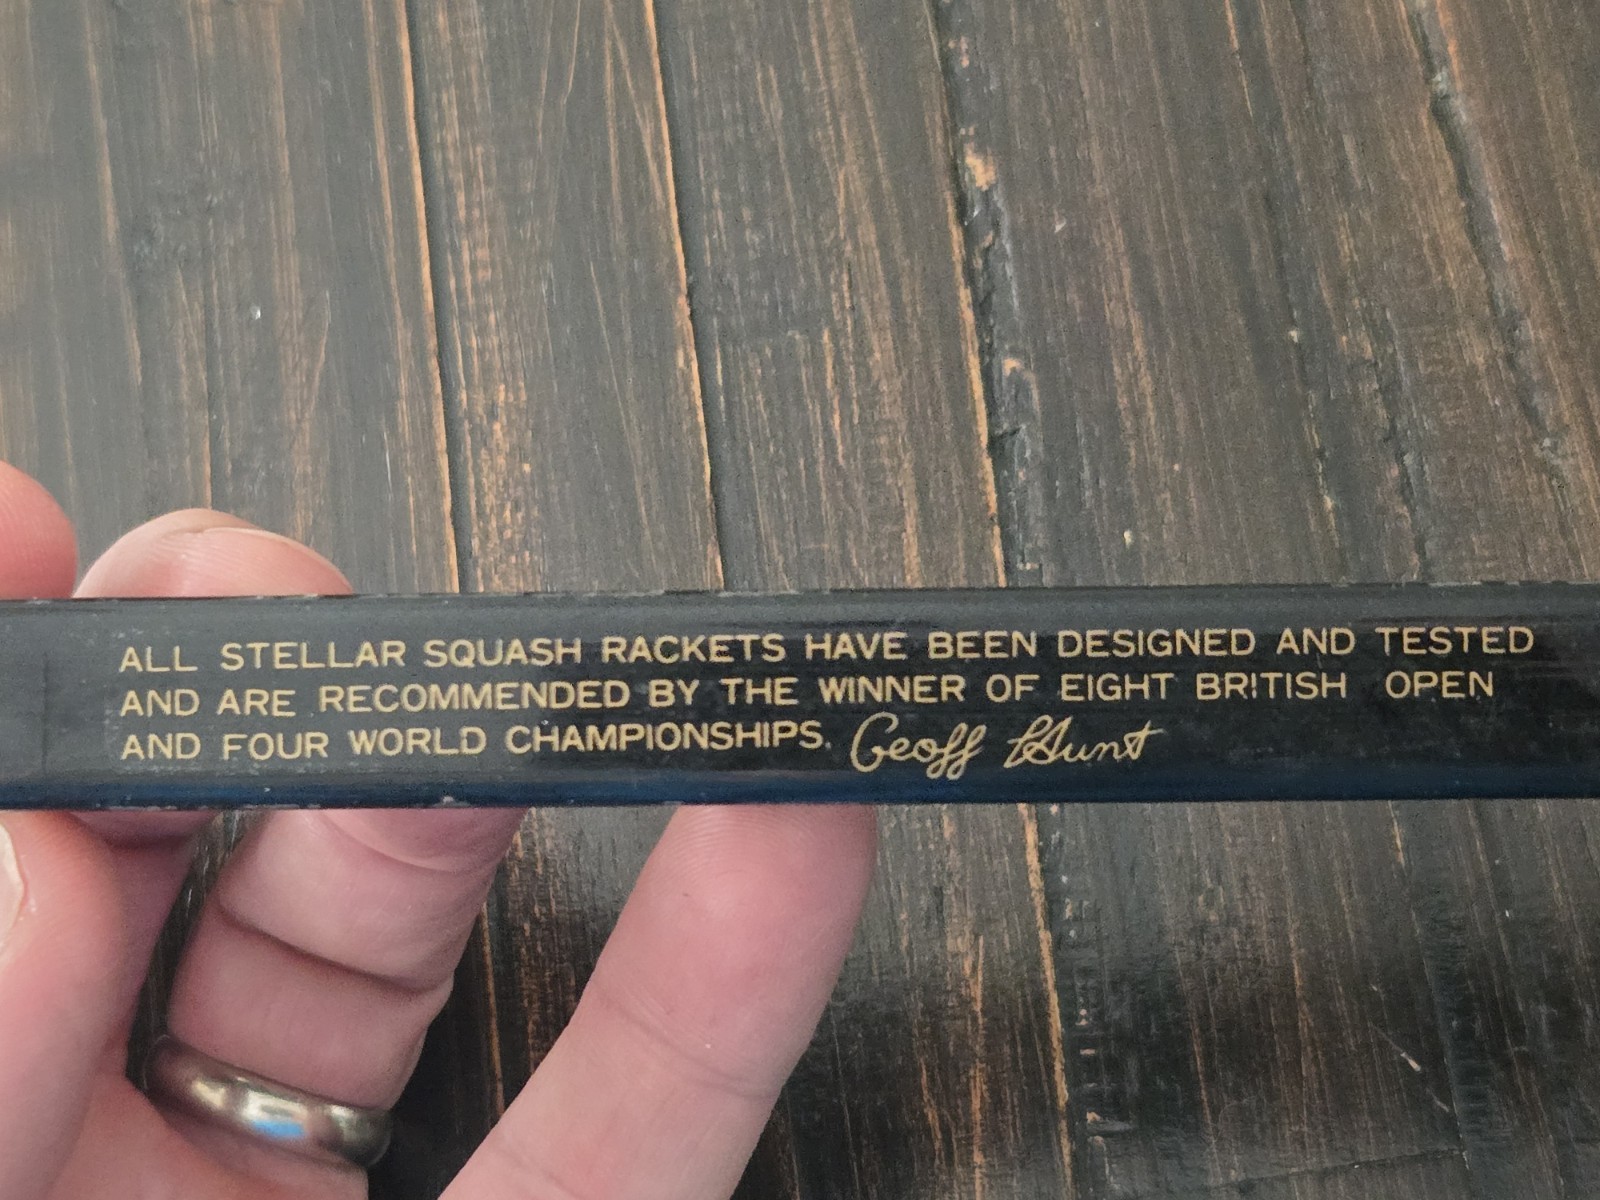 ALL STELLAR SQUASH RACKETS HAVE BEEN DESIGNED AND TESTED
AND ARE RECOMMENDED BY THE WINNER OF EIGHT BRITISH OPEN
AND FOUR WORLD CHAMPIONSHIPS. Geoff Hunt